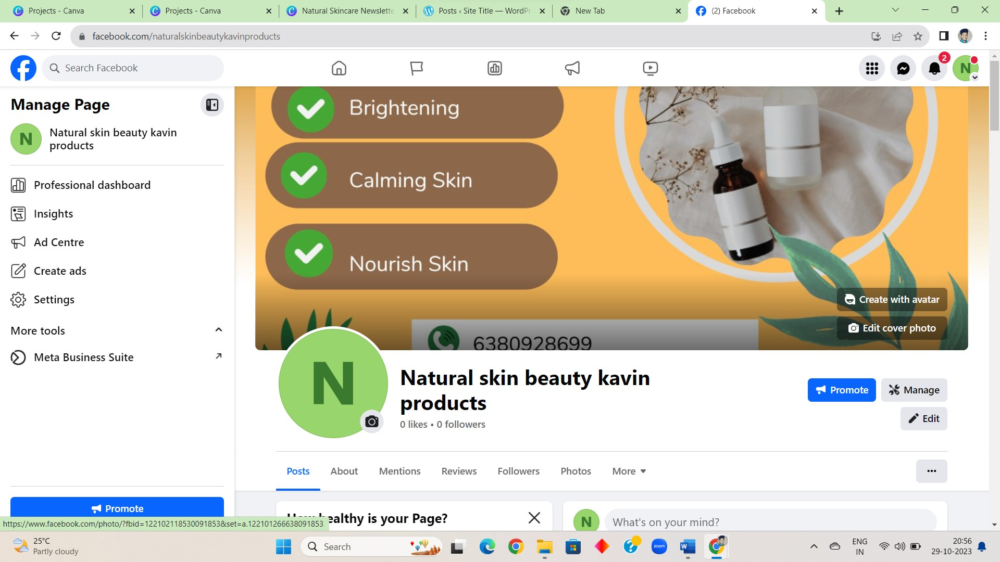 Projects - Canva
Projects - Canva
Natural Skincare Newslette
Posts ‹ Site Title — WordPr
New Tab
(2) Facebook
facebook.com/naturalskinbeautykavinproducts
Search Facebook
2
N
Manage Page
N
Natural skin beauty kavin
products
Professional dashboard
Insights
Ad Centre
Create ads
Settings
More tools
Meta Business Suite
Promote
Brightening
Calming Skin
Nourish Skin
6380928699
Create with avatar
Edit cover photo
N
Natural skin beauty kavin
products
0 likes • 0 followers
Promote
Manage
Edit
Posts
About
Mentions
Reviews
Followers
Photos
More
healthy is your Page?
N
What's on your mind?
https://www.facebook.com/photo/?fbid=122102118530091853&set=a.122101266638091853
25°C
Partly cloudy
Search
zoom
W
ENG
IN
20:56
29-10-2023